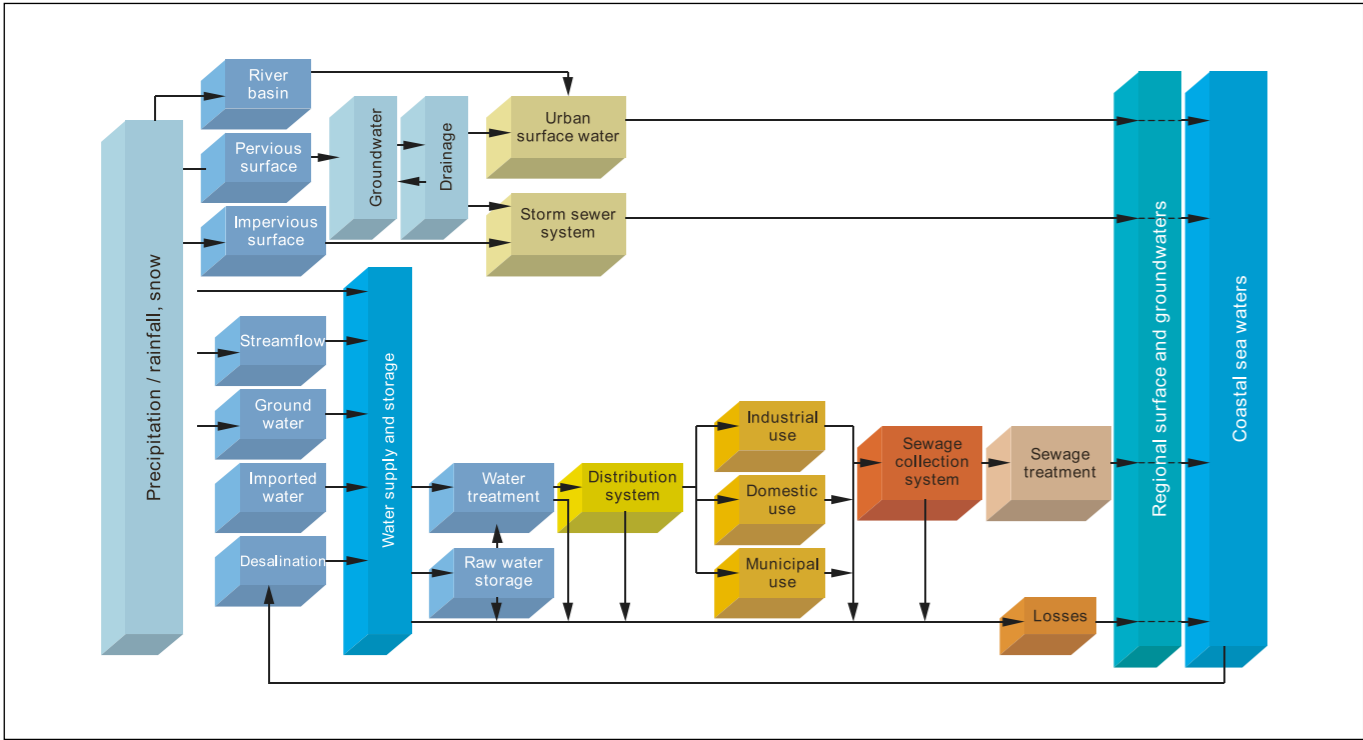 Precipitation / rainfall, snow
River
basin
Pervious
surface
Impervious
surface
Groundwater
Drainage
Urban
surface water
Storm sewer
system
Streamflow
Ground
water
Imported
water
Desalination
Water supply and storage
Water
treatment
Raw water
storage
Distribution
system
Industrial
use
Domestic
use
Municipal
use
Sewage
collection
system
Sewage
treatment
Losses
Regional surface and groundwaters
Coastal sea waters